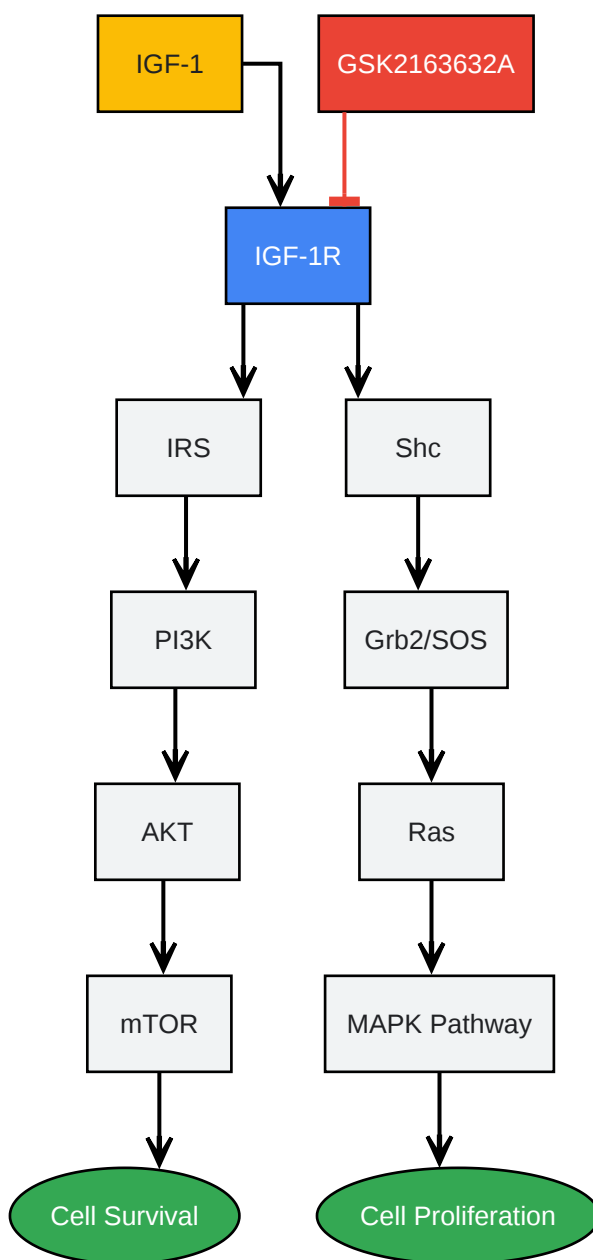 IGF-1
GSK2163632A
IGF-1R
IRS
Shc
PI3K
Grb2/SOS
AKT
Ras
mTOR
MAPK Pathway
Cell Survival
Cell Proliferation